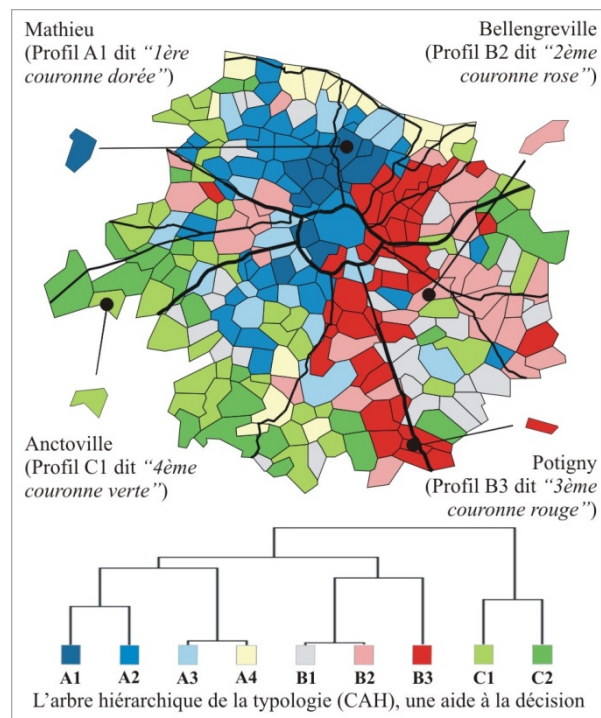 Mathieu
(Profil A1 dit “1ère
couronne dorée”)
Bellengreville
(Profil B2 dit “2ème
couronne rose”)
Anctoville
(Profil C1 dit “4ème
couronne verte”)
Potigny
(Profil B3 dit “3ème
couronne rouge”)
A1 A2 A3 A4 B1 B2 B3 C1 C2
L’arbre hiérarchique de la typologie (CAH), une aide à la décision